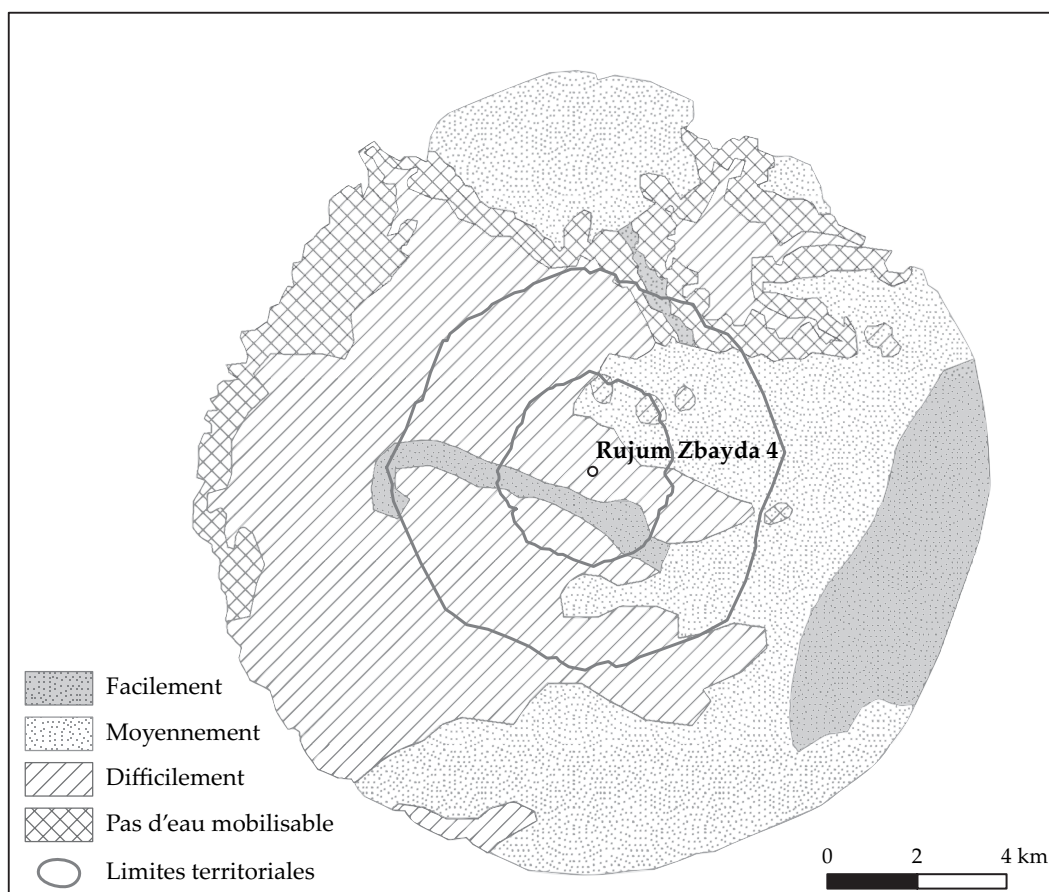 Rujum Zbayda 4
Facilement
Moyennement
Difficilement
Pas d'eau mobilisable
Limites territoriales
0 2 4 km